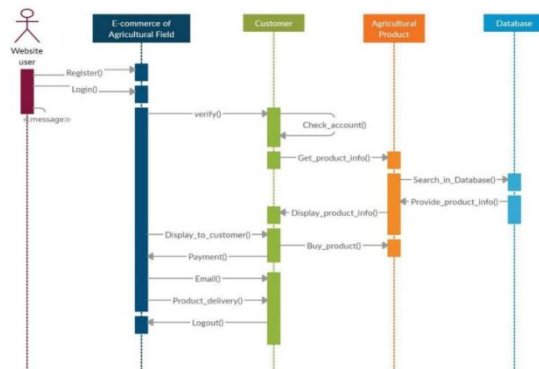 E-commerce of
Agricultural Field
Customer
Agricultural
Product
Database
Website
user
Register()
Login()
<<message>>
verify()
Check_account()
Get_product_info()
Search_in_Database()
Provide_product_info()
Display_product_Info()
Display_to_customer()
Buy_product()
Payment()
Email()
Product_delivery()
Logout()